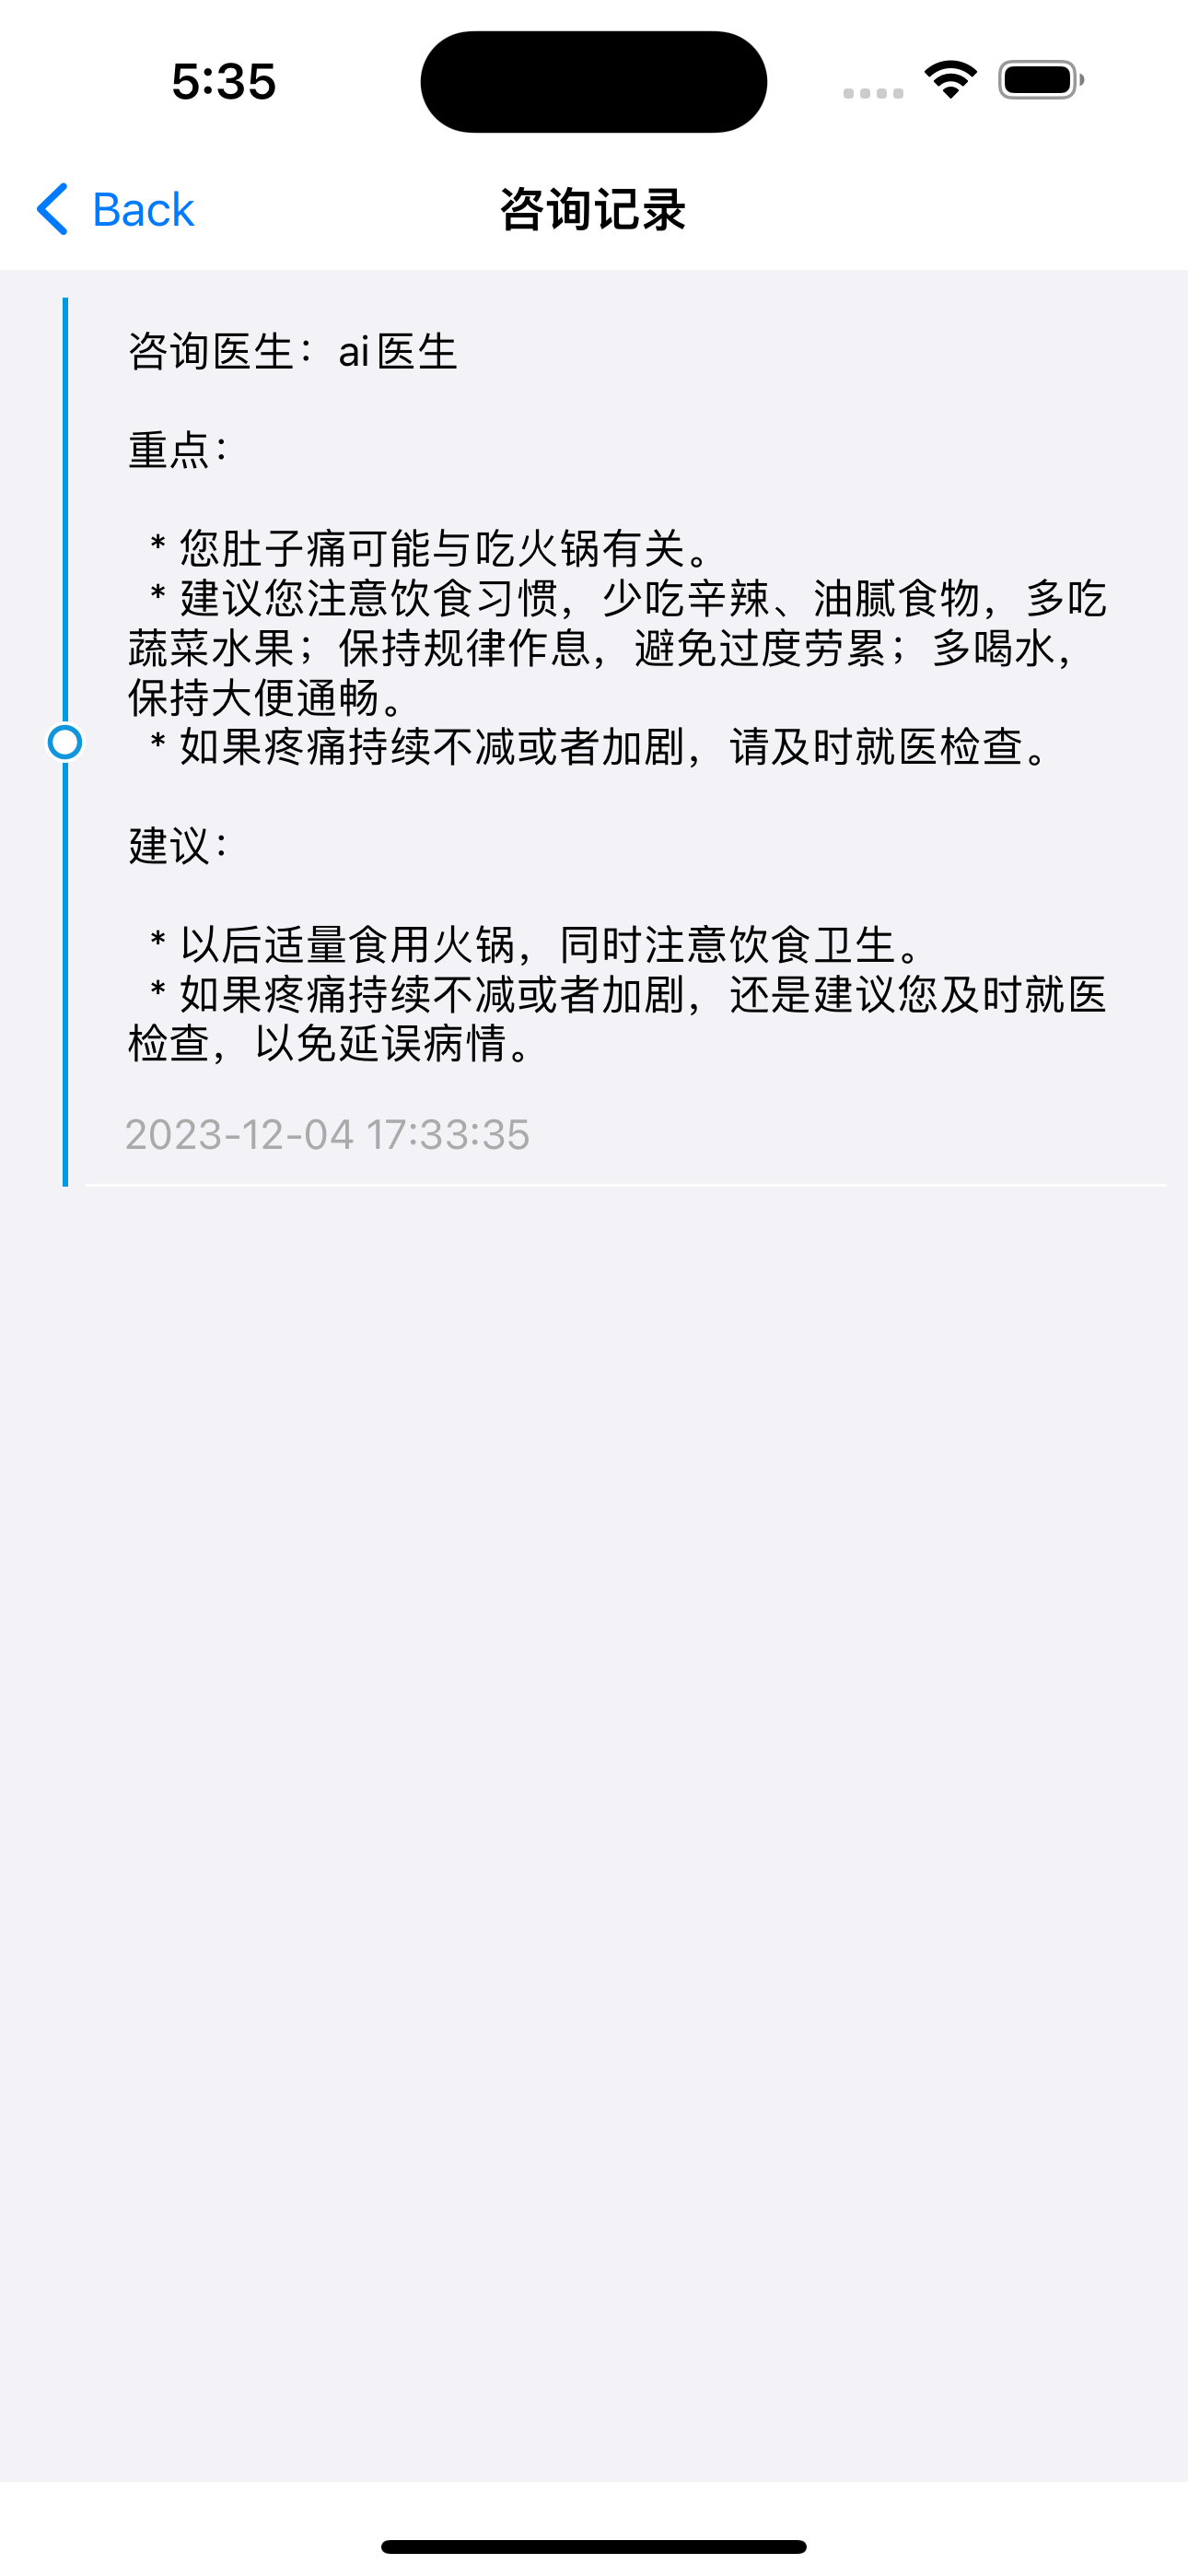 5:35
Back
咨询记录
咨询医生：ai医生
重点：
* 您肚子痛可能与吃火锅有关。
* 建议您注意饮食习惯，少吃辛辣、油腻食物，多吃
蔬菜水果；保持规律作息，避免过度劳累；多喝水，
保持大便通畅。
* 如果疼痛持续不减或者加剧，请及时就医检查。
建议：
* 以后适量食用火锅，同时注意饮食卫生。
* 如果疼痛持续不减或者加剧，还是建议您及时就医
检查，以免延误病情。
2023-12-04 17:33:35